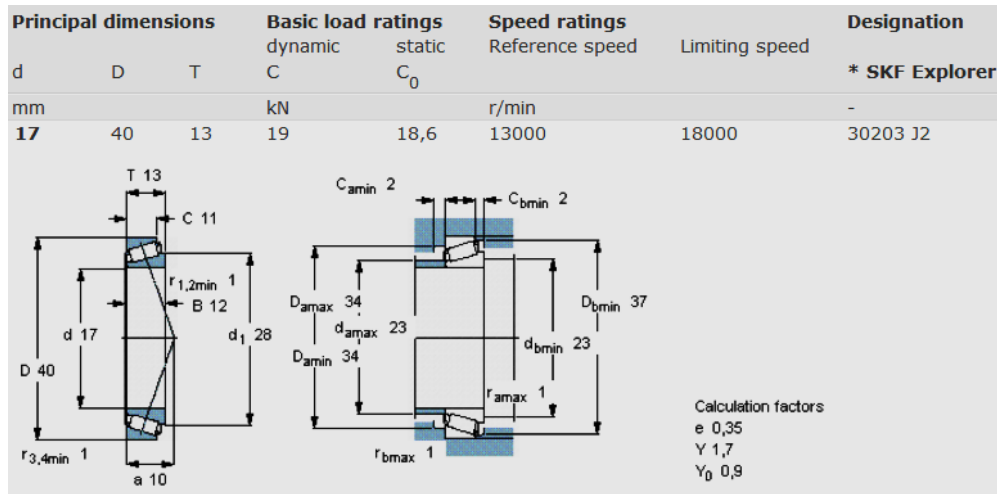 Principal dimensions Basic load ratings Speed ratings Designation
dynamic static Reference speed Limiting speed
d D T C C0 * SKF Explorer
mm kN r/min -
17 40 13 19 18,6 13000 18000 30203 J2
T 13
C 11
r1,2min 1
B 12
d 17
d1 28
D 40
r3,4min 1
a 10
Camin 2
Cbmin 2
Damax 34
damax 23
Damin 34
Dbmin 37
dbmin 23
ramax 1
rbmax 1
Calculation factors
e 0,35
Y 1,7
Y0 0,9